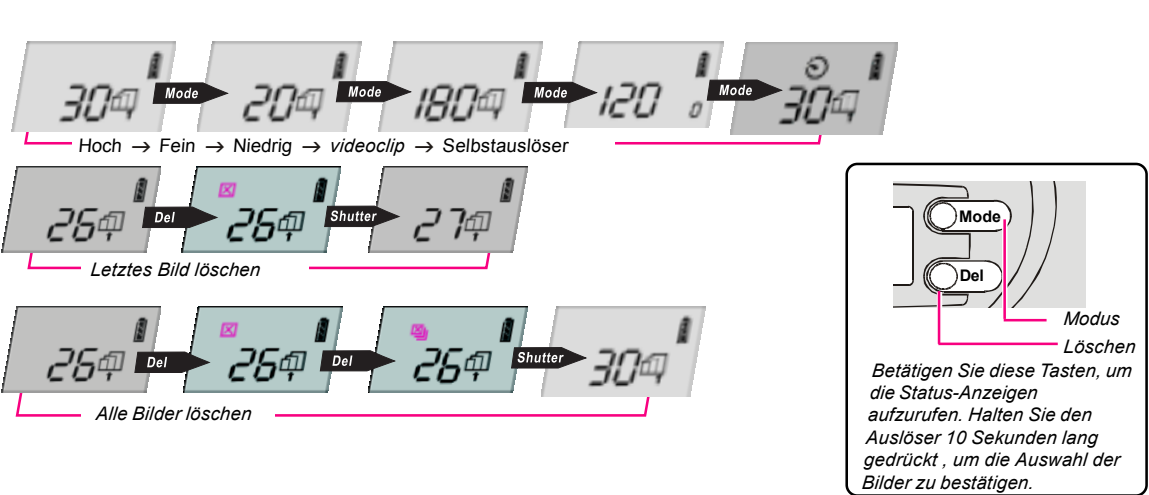 30 Mode 20 Mode 180 Mode 120 0 Mode 30
Hoch → Fein → Niedrig → videoclip → Selbstauslöser
26 Del 26 Shutter 27
Letztes Bild löschen
26 Del 26 Del 26 Shutter 30
Alle Bilder löschen
Mode
Del
Modus
Löschen
Betätigen Sie diese Tasten, um
die Status-Anzeigen
aufzurufen. Halten Sie den
Auslöser 10 Sekunden lang
gedrückt , um die Auswahl der
Bilder zu bestätigen.